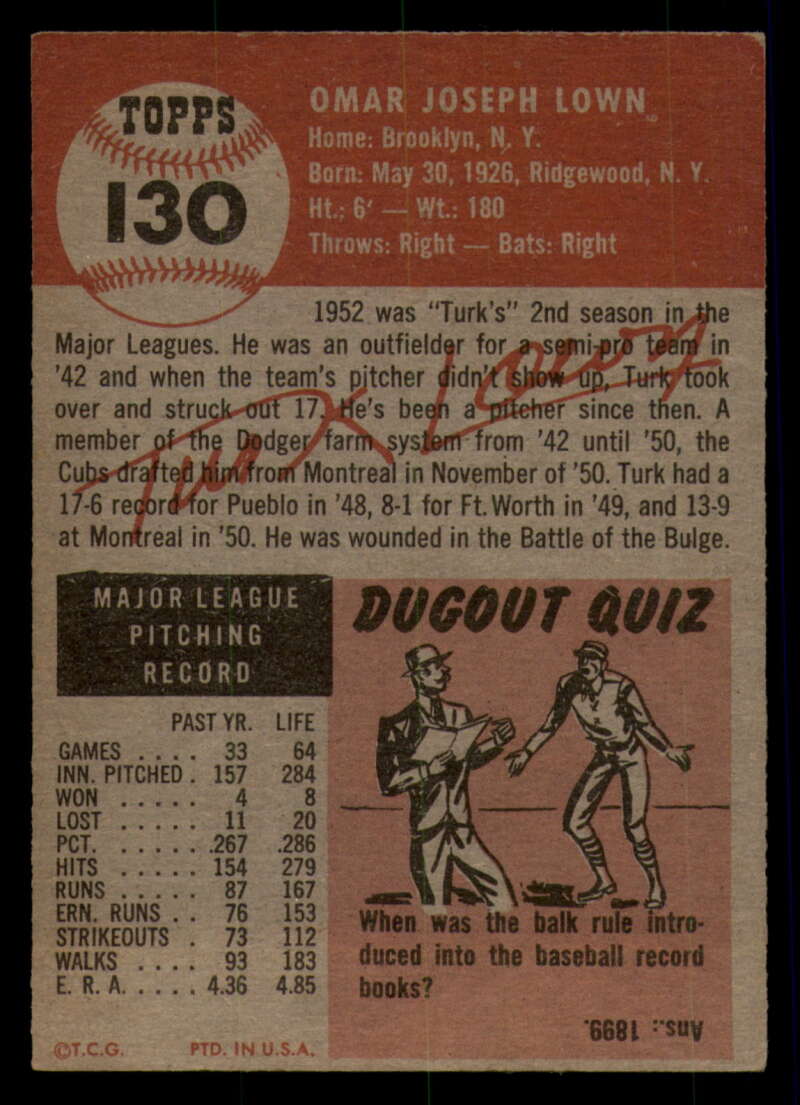 TOPPS
130
OMAR JOSEPH LOWN
Home: Brooklyn, N. Y.
Born: May 30, 1926, Ridgewood, N. Y.
Ht.: 6' — Wt.: 180
Throws: Right — Bats: Right
1952 was "Turk's" 2nd season in the
Major Leagues. He was an outfielder for a semi-pro team in
'42 and when the team's pitcher didn't show up, Turk took
over and struck out 17. He's been a pitcher since then. A
member of the Dodger farm system from '42 until '50, the
Cubs drafted him from Montreal in November of '50. Turk had a
17-6 record for Pueblo in '48, 8-1 for Ft. Worth in '49, and 13-9
at Montreal in '50. He was wounded in the Battle of the Bulge.
Turk Lown
MAJOR LEAGUE
PITCHING
RECORD
PAST YR. LIFE
GAMES . . . . 33 64
INN. PITCHED . 157 284
WON . . . . . 4 8
LOST . . . . . 11 20
PCT. . . . . . .267 .286
HITS . . . . . 154 279
RUNS . . . . . 87 167
ERN. RUNS . . 76 153
STRIKEOUTS . 73 112
WALKS . . . . 93 183
E. R. A. . . . . 4.36 4.85
©T.C.G. PTD. IN U.S.A.
DUGOUT QUIZ
When was the balk rule intro-
duced into the baseball record
books?
Ans.: 1899.